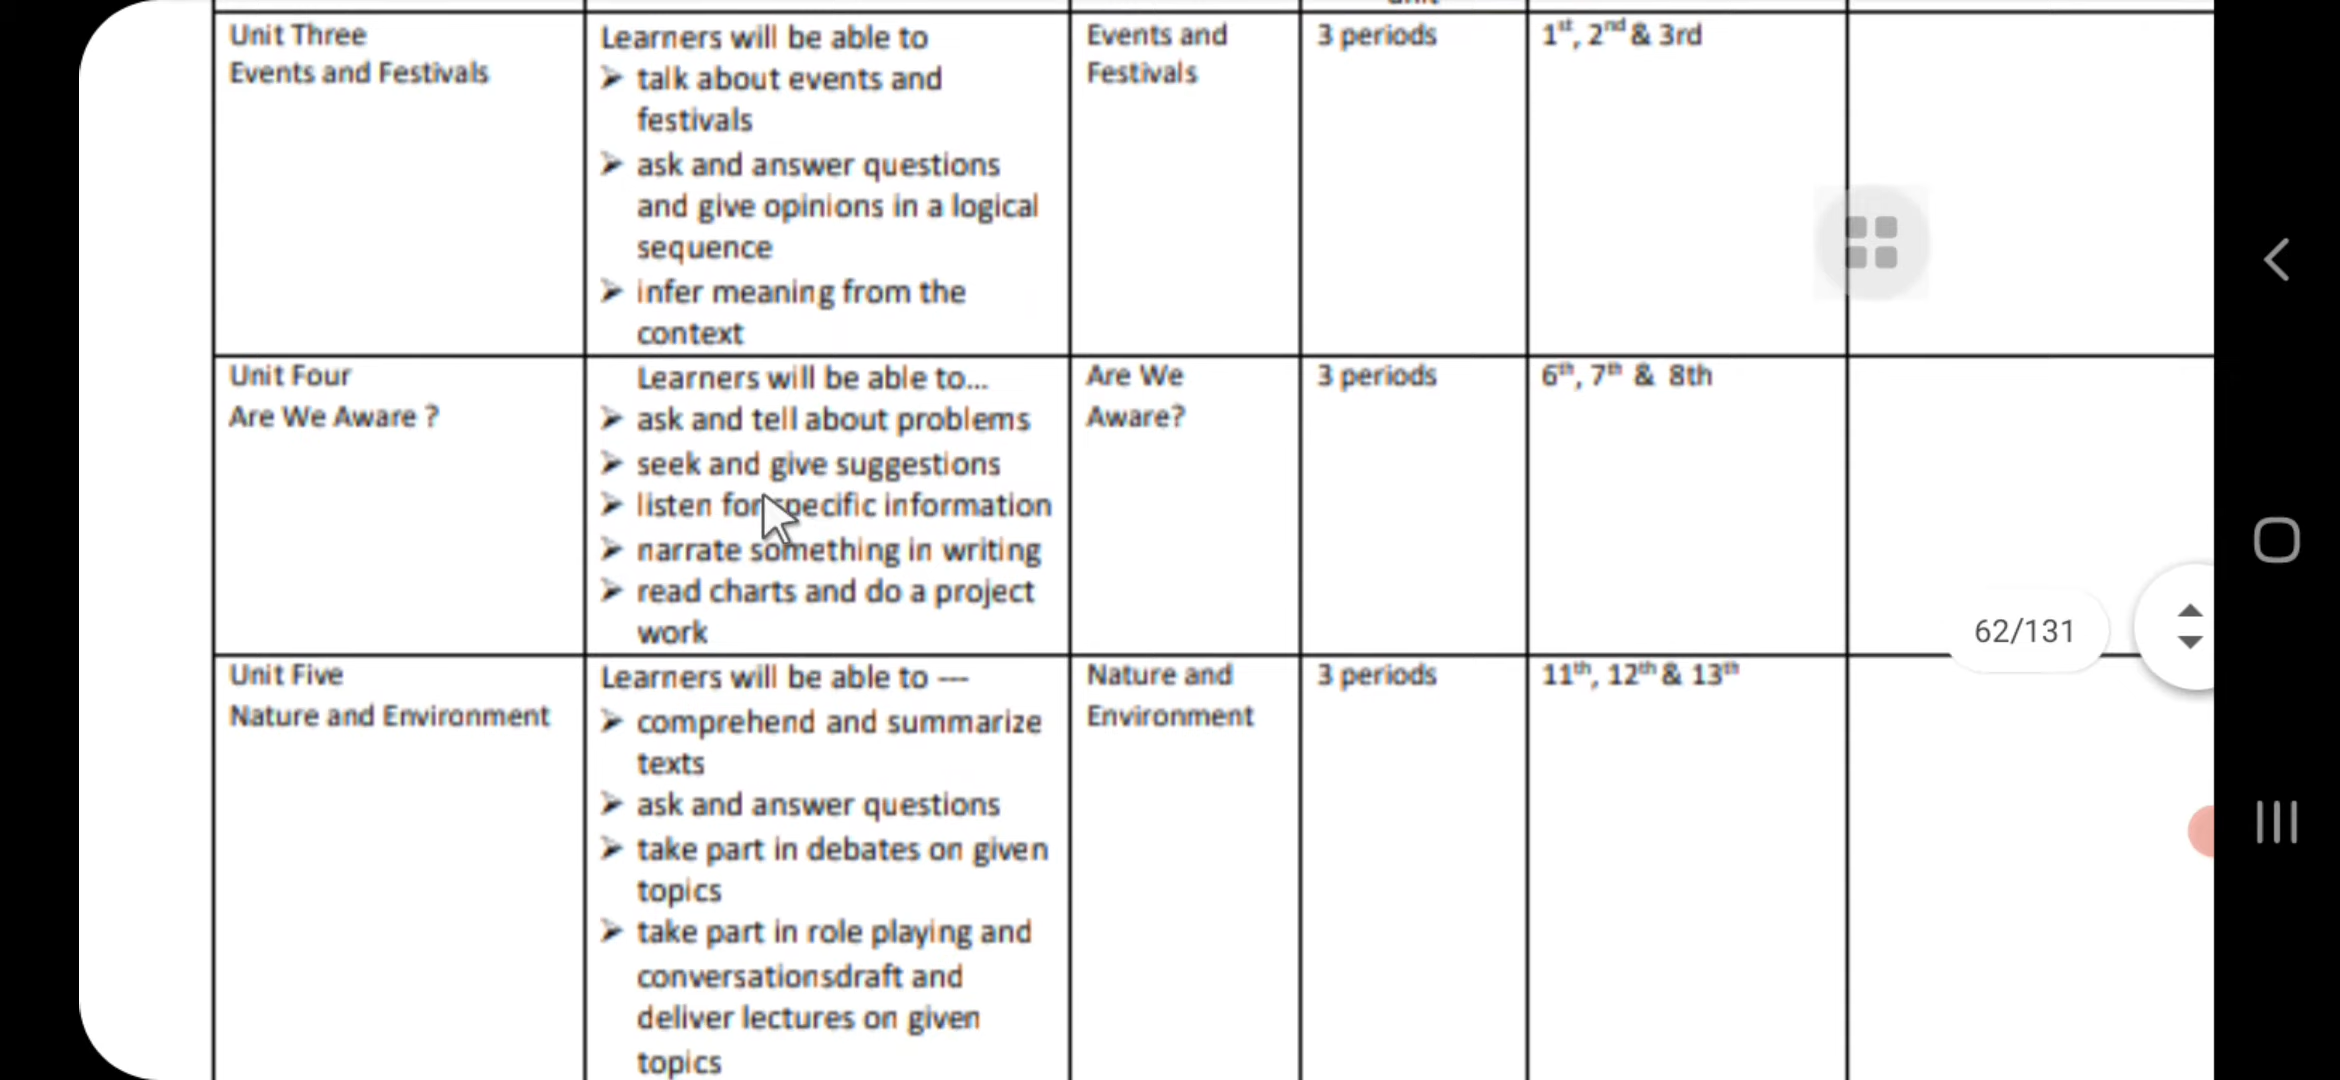 Unit Three
Events and Festivals
Learners will be able to
➢ talk about events and
festivals
➢ ask and answer questions
and give opinions in a logical
sequence
➢ infer meaning from the
context
Events and
Festivals
3 periods
1st, 2nd & 3rd
Unit Four
Are We Aware ?
Learners will be able to...
➢ ask and tell about problems
➢ seek and give suggestions
➢ listen for specific information
➢ narrate something in writing
➢ read charts and do a project
work
Are We
Aware?
3 periods
6th, 7th & 8th
62/131
Unit Five
Nature and Environment
Learners will be able to ---
➢ comprehend and summarize
texts
➢ ask and answer questions
➢ take part in debates on given
topics
➢ take part in role playing and
conversationsdraft and
deliver lectures on given
topics
Nature and
Environment
3 periods
11th, 12th & 13th